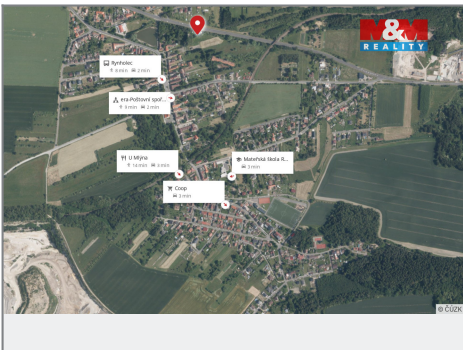 M&M
REALITY
Rynholec
6 min 2 min
era-Poštovní spoř...
9 min 2 min
U Mlýna
14 min 3 min
Mateřská škola R...
3 min
Coop
3 min
© ČÚZK